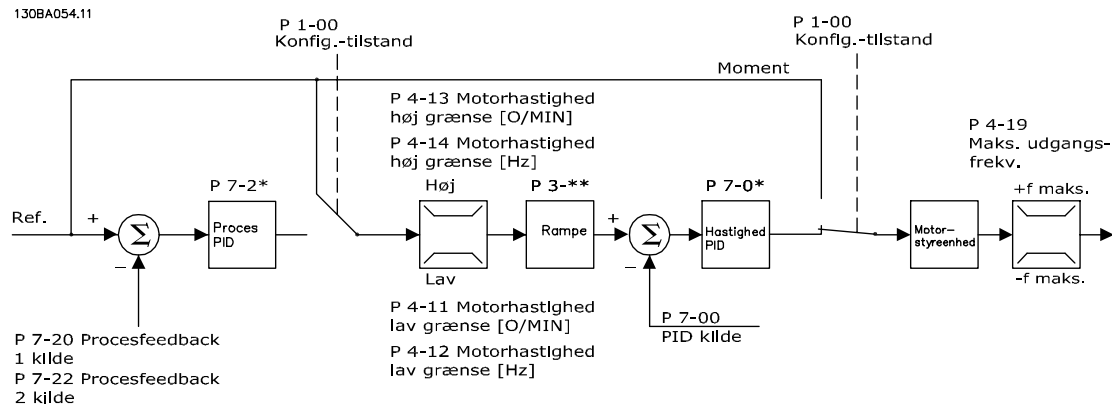 130BA054.11
P 1-00
Konfig.-tilstand
P 1-00
Konfig.-tilstand
Moment
P 4-13 Motorhastighed
høj grænse [O/MIN]
P 4-14 Motorhastighed
høj grænse [Hz]
P 4-19
Maks. udgangs-
frekv.
P 7-2*
Høj
P 3-**
P 7-0*
+f maks.
Ref.
+
Σ
Proces
PID
Rampe
+
Σ
Hastighed
PID
Motor-
styreenhed
_
_
Lav
-f maks.
P 7-20 Procesfeedback
1 kilde
P 7-22 Procesfeedback
2 kilde
P 4-11 Motorhastighed
lav grænse [O/MIN]
P 4-12 Motorhastighed
lav grænse [Hz]
P 7-00
PID kilde